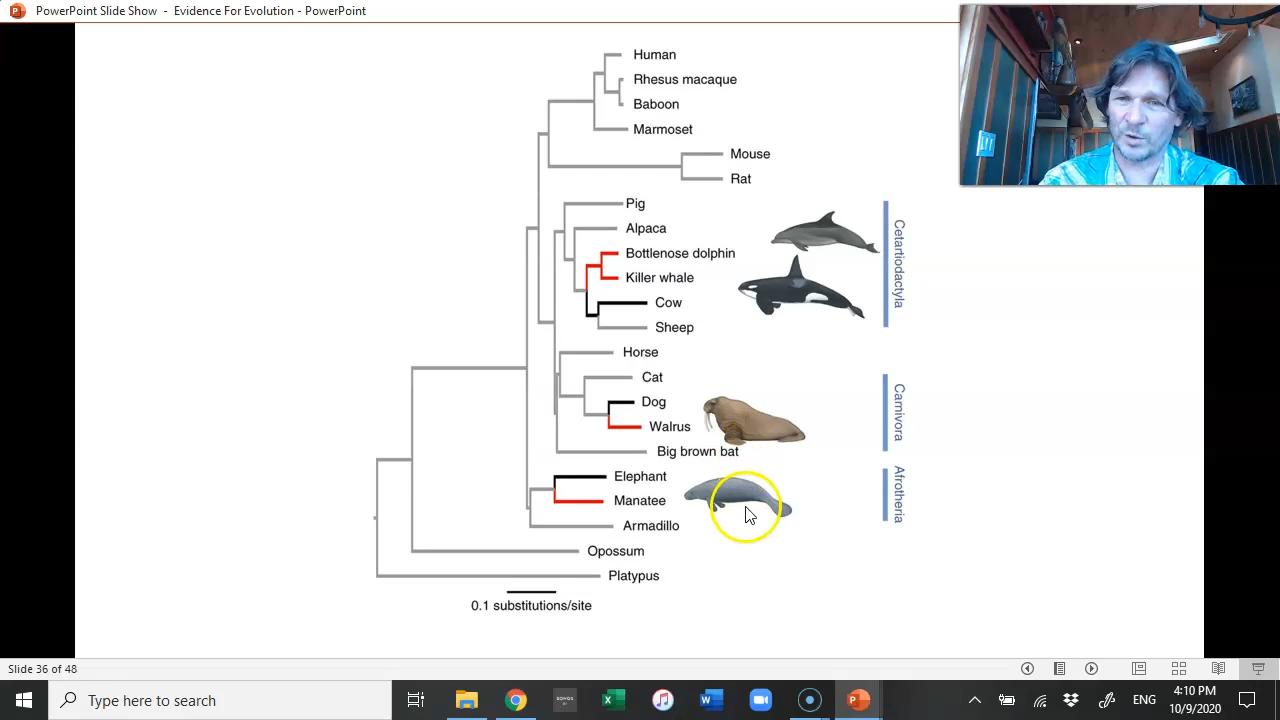 PowerPoint Slide Show - Evidence For Evolution - PowerPoint
Human
Rhesus macaque
Baboon
Marmoset
Mouse
Rat
Pig
Alpaca
Bottlenose dolphin
Killer whale
Cow
Sheep
Cetartiodactyla
Horse
Cat
Dog
Walrus
Big brown bat
Carnivora
Elephant
Manatee
Armadillo
Afrotheria
Opossum
Platypus
0.1 substitutions/site
Slide 36 of 48
Type here to search
SONOS
ENG
4:10 PM
10/9/2020